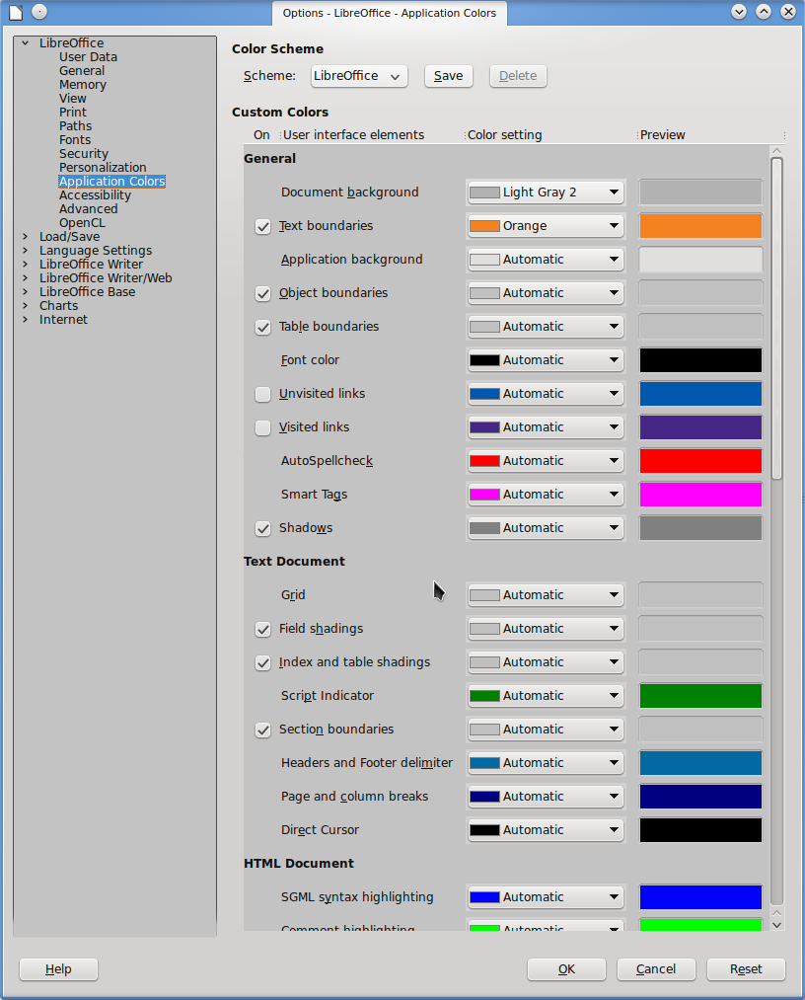 Options - LibreOffice - Application Colors
LibreOffice
User Data
General
Memory
View
Print
Paths
Fonts
Security
Personalization
Application Colors
Accessibility
Advanced
OpenCL
Load/Save
Language Settings
LibreOffice Writer
LibreOffice Writer/Web
LibreOffice Base
Charts
Internet
Color Scheme
Scheme: LibreOffice Save Delete
Custom Colors
On User interface elements Color setting Preview
General
Document background Light Gray 2
Text boundaries Orange
Application background Automatic
Object boundaries Automatic
Table boundaries Automatic
Font color Automatic
Unvisited links Automatic
Visited links Automatic
AutoSpellcheck Automatic
Smart Tags Automatic
Shadows Automatic
Text Document
Grid Automatic
Field shadings Automatic
Index and table shadings Automatic
Script Indicator Automatic
Section boundaries Automatic
Headers and Footer delimiter Automatic
Page and column breaks Automatic
Direct Cursor Automatic
HTML Document
SGML syntax highlighting Automatic
Comment highlighting Automatic
Help OK Cancel Reset